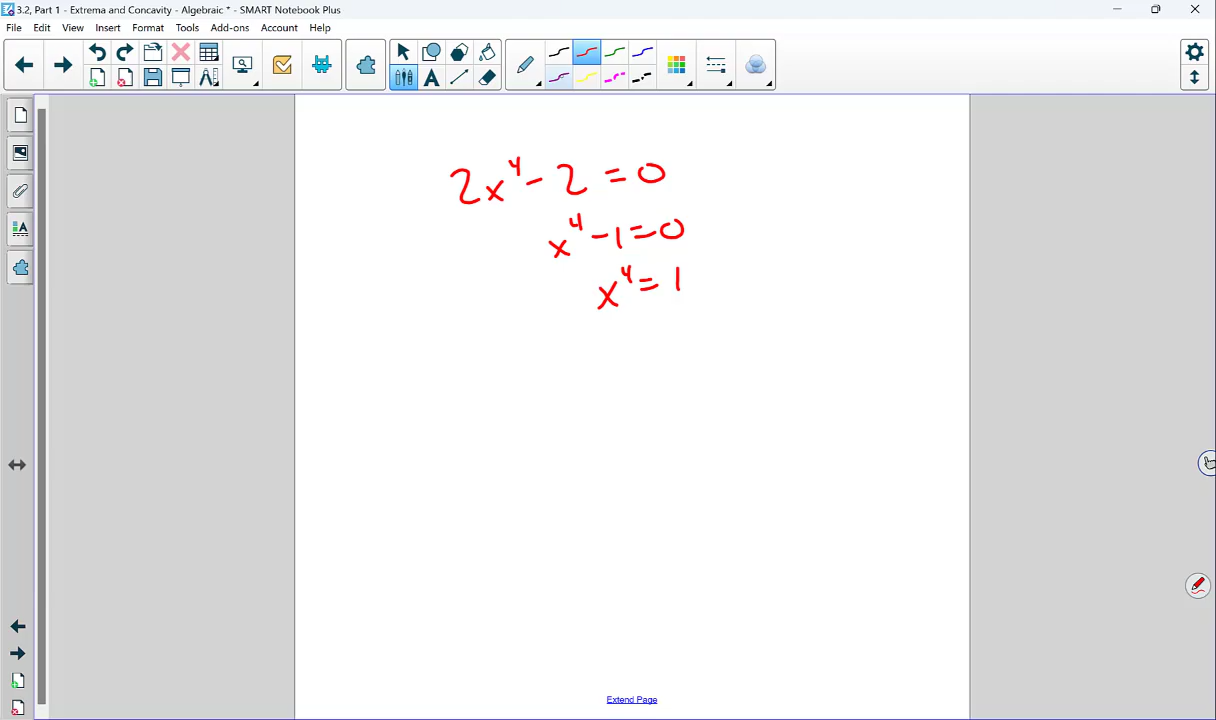 3.2, Part 1 - Extrema and Concavity - Algebraic * - SMART Notebook Plus
File Edit View Insert Format Tools Add-ons Account Help
2x⁴ - 2 = 0
x⁴ - 1 = 0
x⁴ = 1
Extend Page